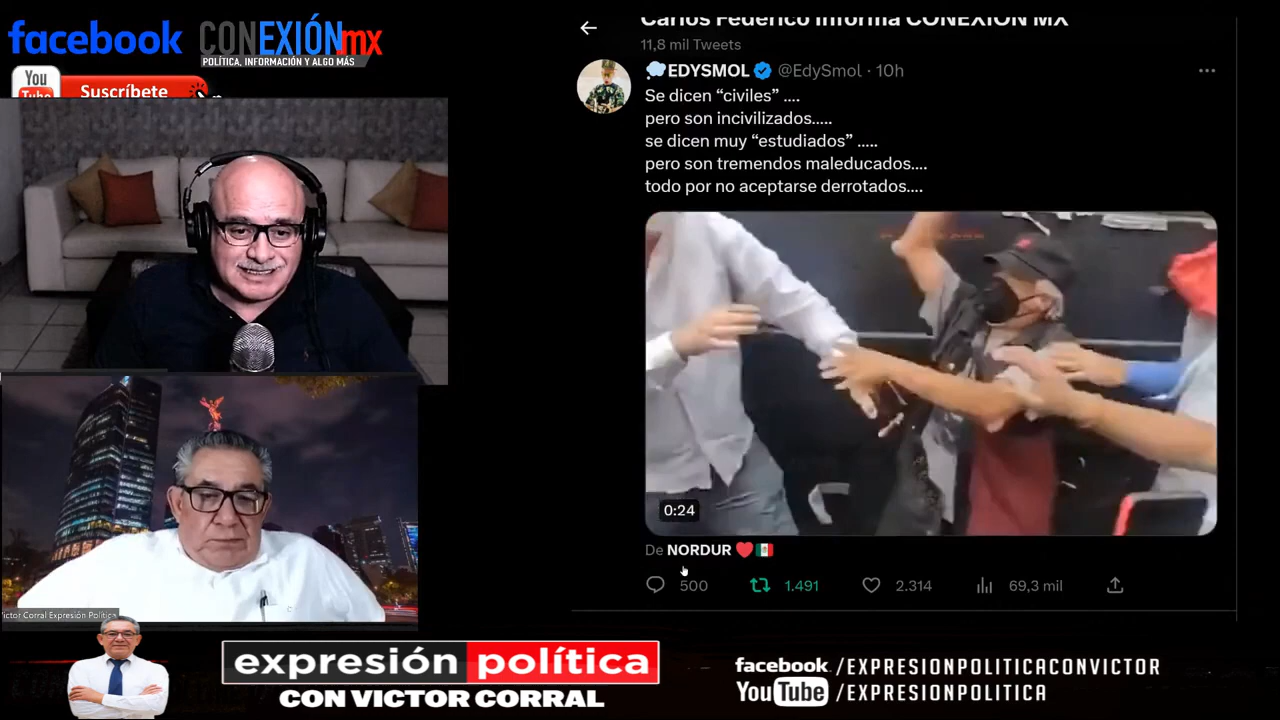 facebook CONEXIÓNmx
POLÍTICA, INFORMACIÓN Y ALGO MÁS
You Tube Suscríbete
Carlos Federico Informa CONEXIÓN MX
11,8 mil Tweets
EDYSMOL @EdySmol · 10h
Se dicen “civiles” ....
pero son incivilizados.....
se dicen muy “estudiados” .....
pero son tremendos maleducados....
todo por no aceptarse derrotados....
0:24
De NORDUR ❤️🇲🇽
500 1.491 2.314 69,3 mil
Victor Corral Expresión Política
expresión política
CON VICTOR CORRAL
facebook /EXPRESIONPOLITICACONVICTOR
YouTube /EXPRESIONPOLITICA